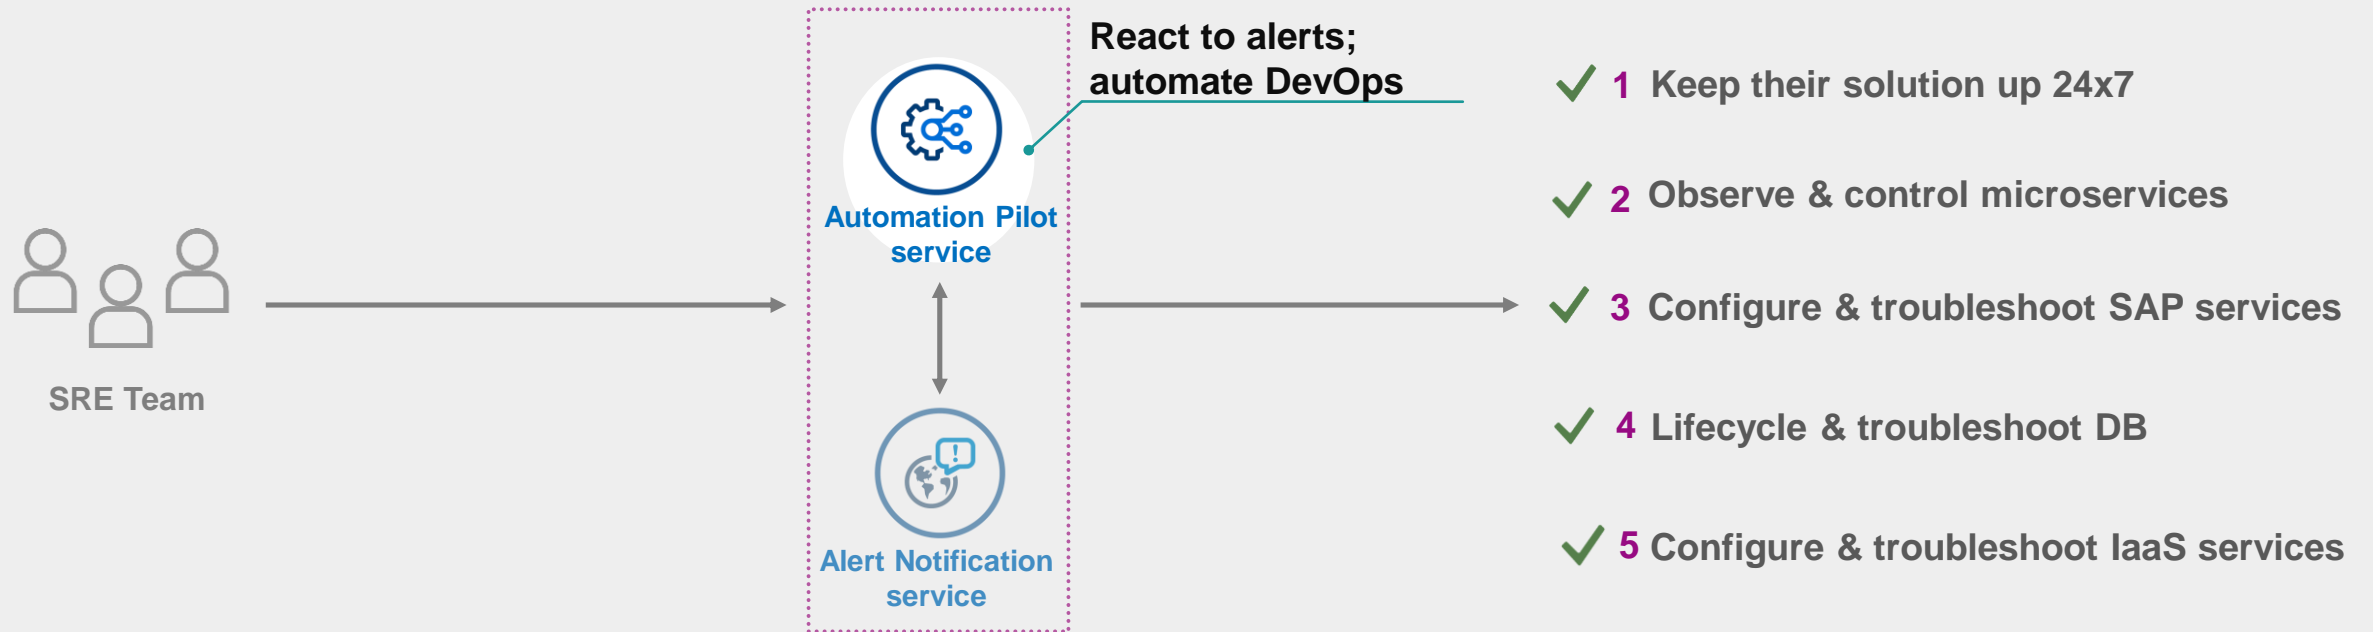 React to alerts;
automate DevOps
Automation Pilot
service
SRE Team
Alert Notification
service
1 Keep their solution up 24x7
2 Observe & control microservices
3 Configure & troubleshoot SAP services
4 Lifecycle & troubleshoot DB
5 Configure & troubleshoot IaaS services